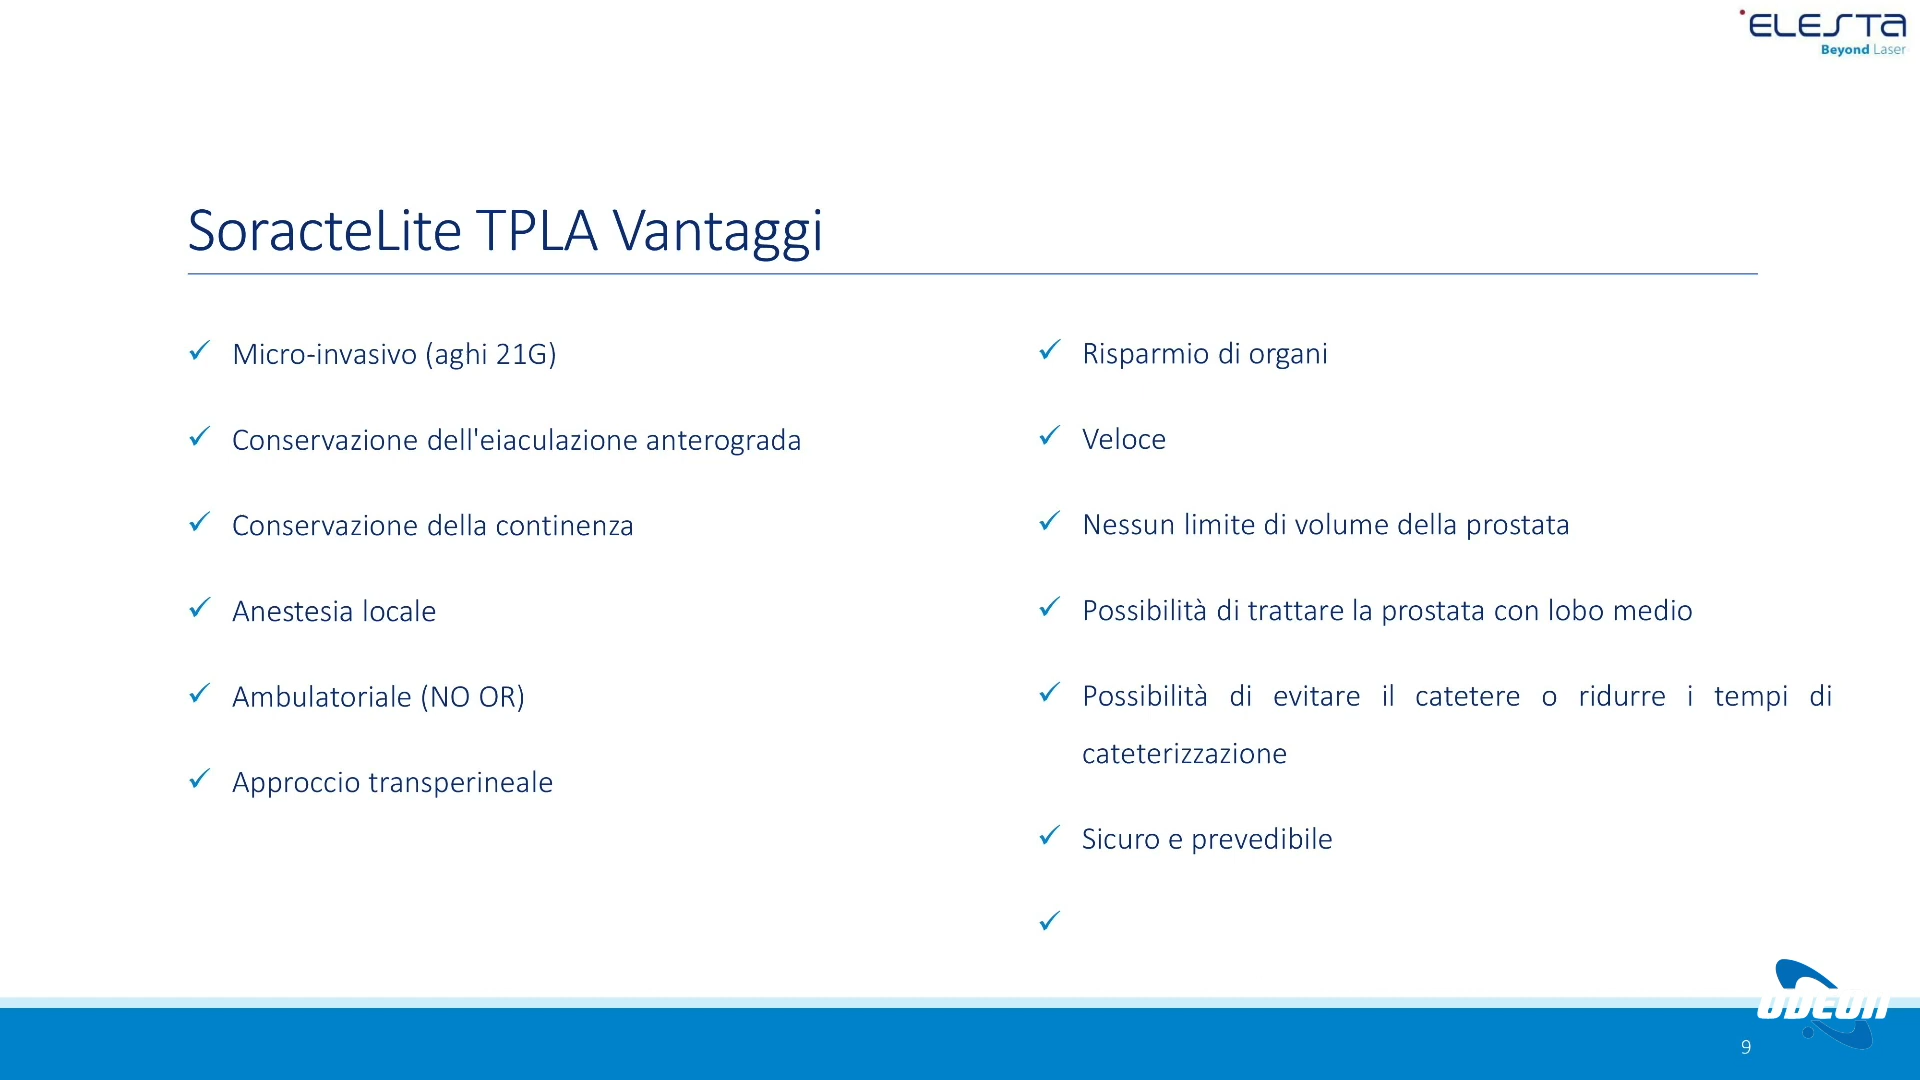 ELESTA
Beyond Laser
SoracteLite TPLA Vantaggi
✓ Micro-invasivo (aghi 21G)
✓ Conservazione dell'eiaculazione anterograda
✓ Conservazione della continenza
✓ Anestesia locale
✓ Ambulatoriale (NO OR)
✓ Approccio transperineale
✓ Risparmio di organi
✓ Veloce
✓ Nessun limite di volume della prostata
✓ Possibilità di trattare la prostata con lobo medio
✓ Possibilità di evitare il catetere o ridurre i tempi di
cateterizzazione
✓ Sicuro e prevedibile
✓
ODEON
9